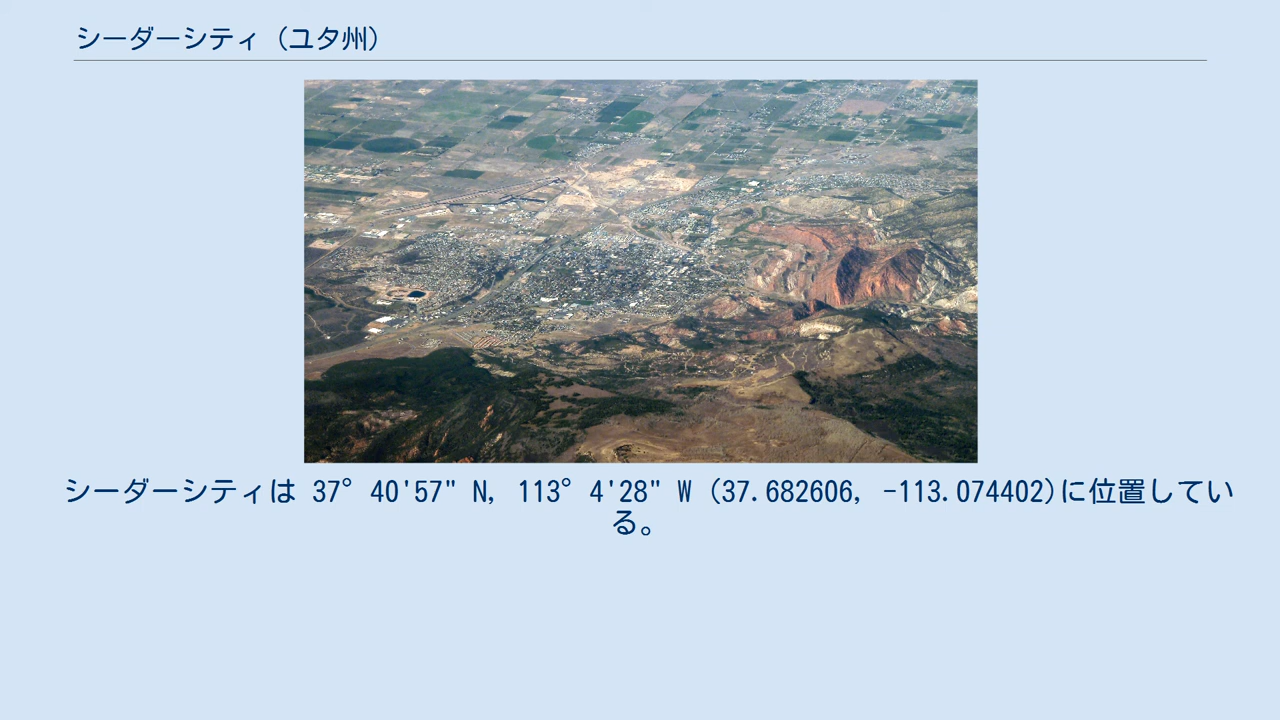 シーダーシティ (ユタ州)
シーダーシティは 37° 40'57" N, 113° 4'28" W (37.682606, -113.074402)に位置してい
る。